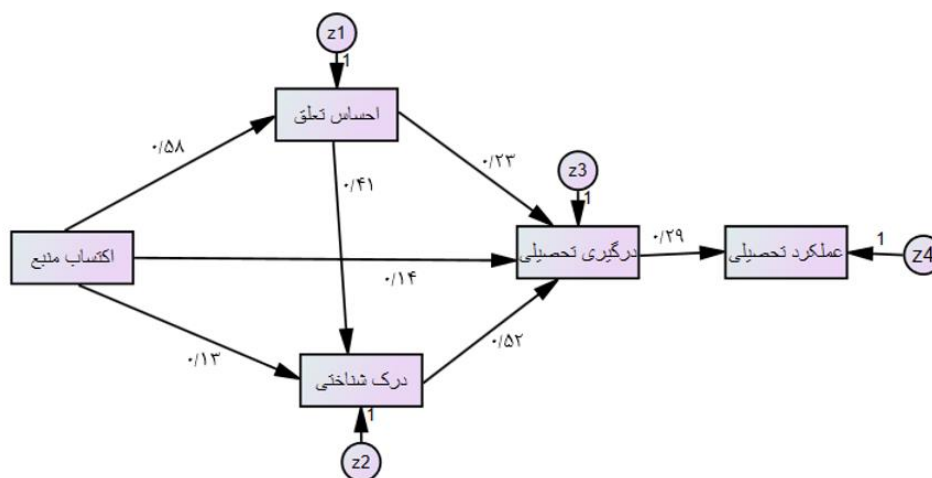 z1
1
احساس تعلق
۰/۵۸
۰/۲۳
z3
1
۰/۴۱
اکتساب منبع
درگیری تحصیلی
۰/۲۹
عملکرد تحصیلی
1
z4
۰/۱۴
۰/۱۳
۰/۵۲
درک شناختی
1
z2